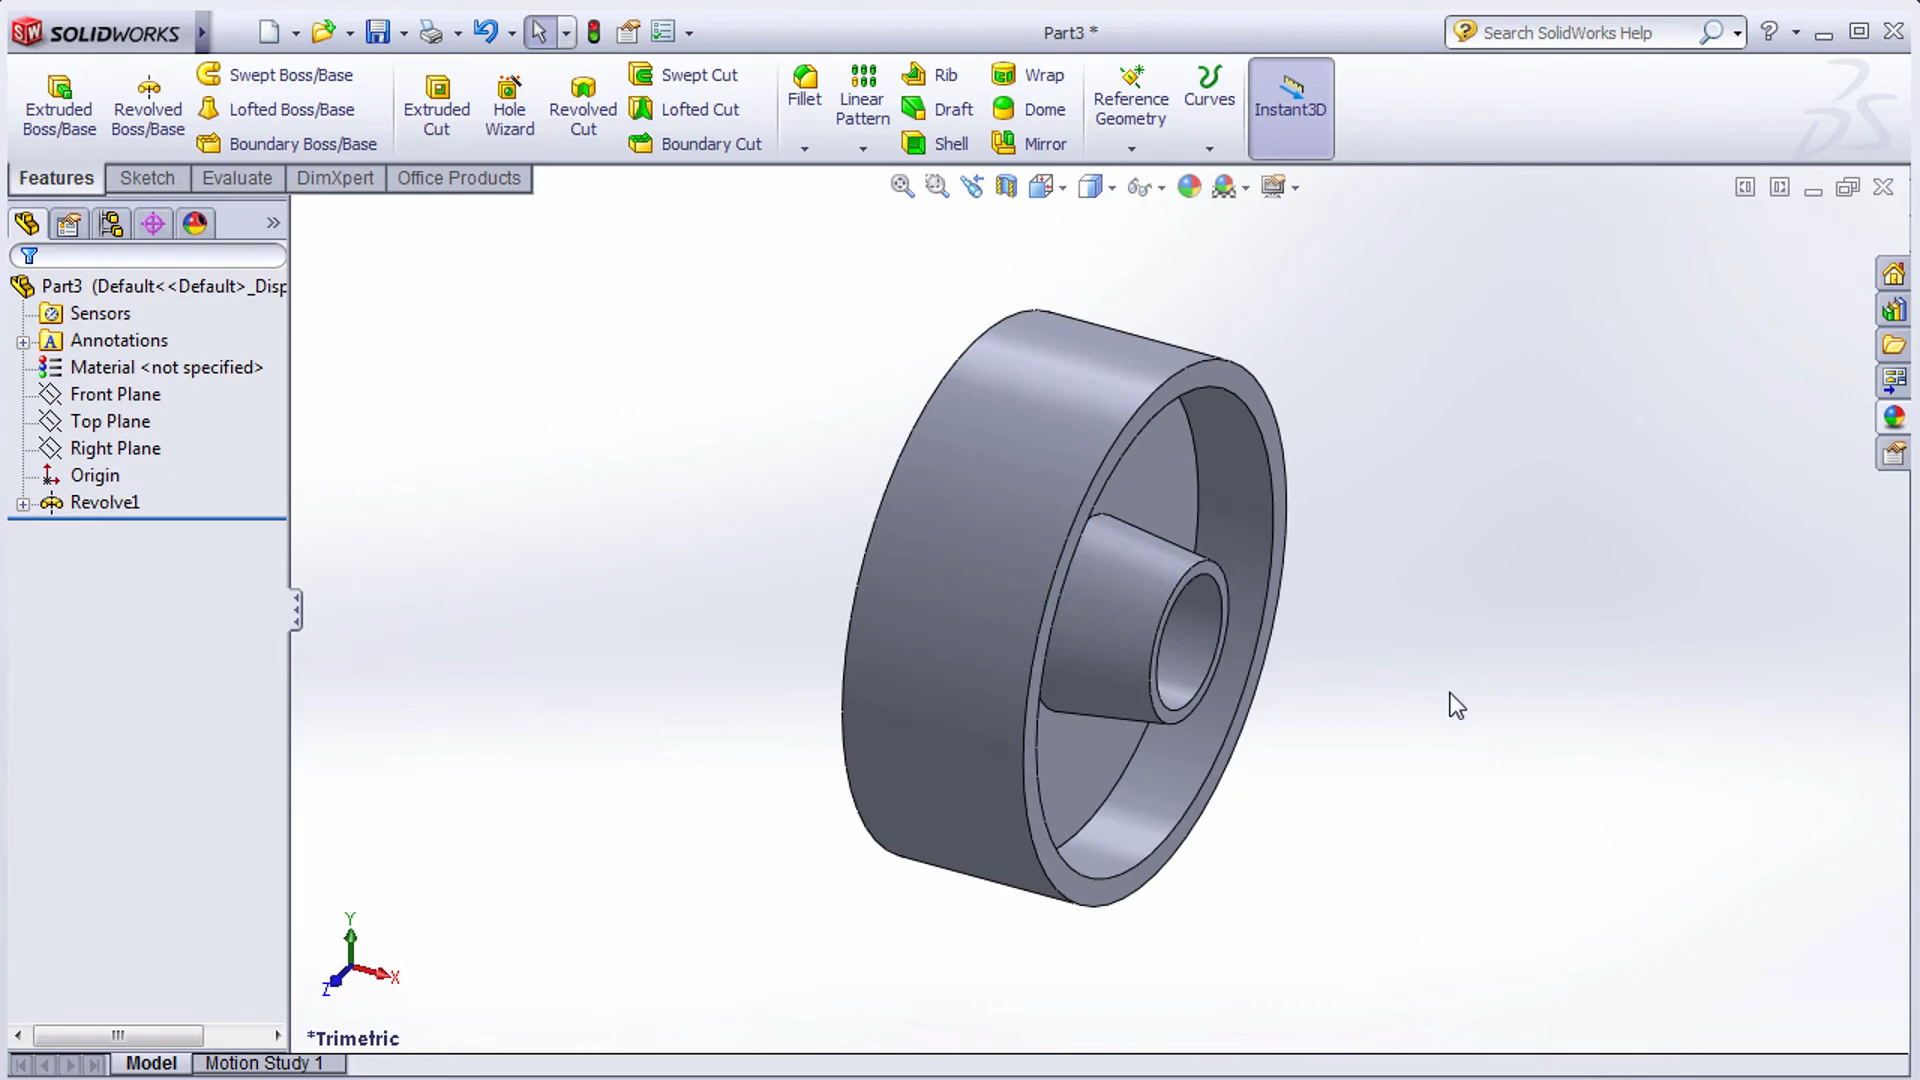 SOLIDWORKS
Part3 *
Search SolidWorks Help
Extruded
Boss/Base
Revolved
Boss/Base
Swept Boss/Base
Lofted Boss/Base
Boundary Boss/Base
Extruded
Cut
Hole
Wizard
Revolved
Cut
Swept Cut
Lofted Cut
Boundary Cut
Fillet
Linear
Pattern
Rib
Draft
Shell
Wrap
Dome
Mirror
Reference
Geometry
Curves
Instant3D
Features
Sketch
Evaluate
DimXpert
Office Products
Part3 (Default<<Default>_Disp
Sensors
Annotations
Material <not specified>
Front Plane
Top Plane
Right Plane
Origin
Revolve1
Y
X
Z
*Trimetric
Model
Motion Study 1